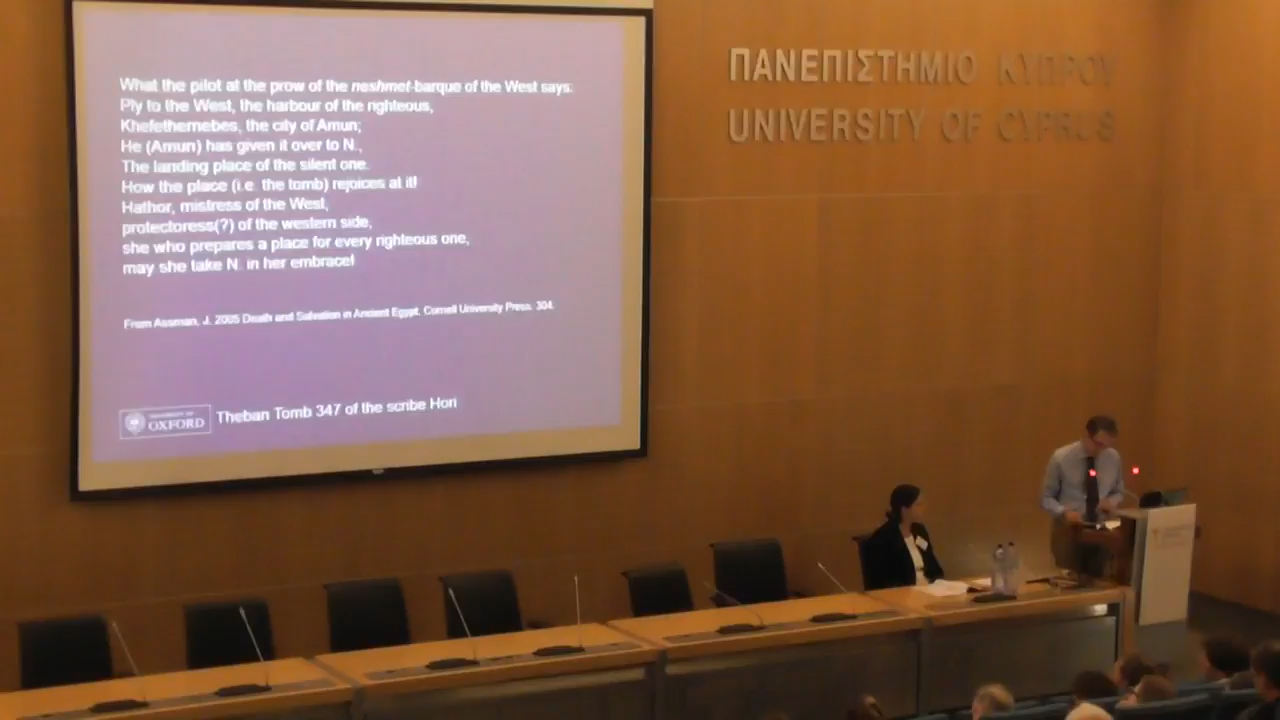 What the pilot at the prow of the neshmet-barque of the West says:
Ply to the West, the harbour of the righteous,
Khefethernebes, the city of Amun;
He (Amun) has given it over to N.,
The landing place of the silent one.
How the place (i.e. the tomb) rejoices at it!
Hathor, mistress of the West,
protectoress(?) of the western side,
she who prepares a place for every righteous one,
may she take N. in her embrace!
From Assman, J. 2005 Death and Salvation in Ancient Egypt. Cornell University Press. 304.
UNIVERSITY OF
OXFORD
Theban Tomb 347 of the scribe Hori
ΠΑΝΕΠΙΣΤΗΜΙΟ ΚΥΠΡΟΥ
UNIVERSITY OF CYPRUS